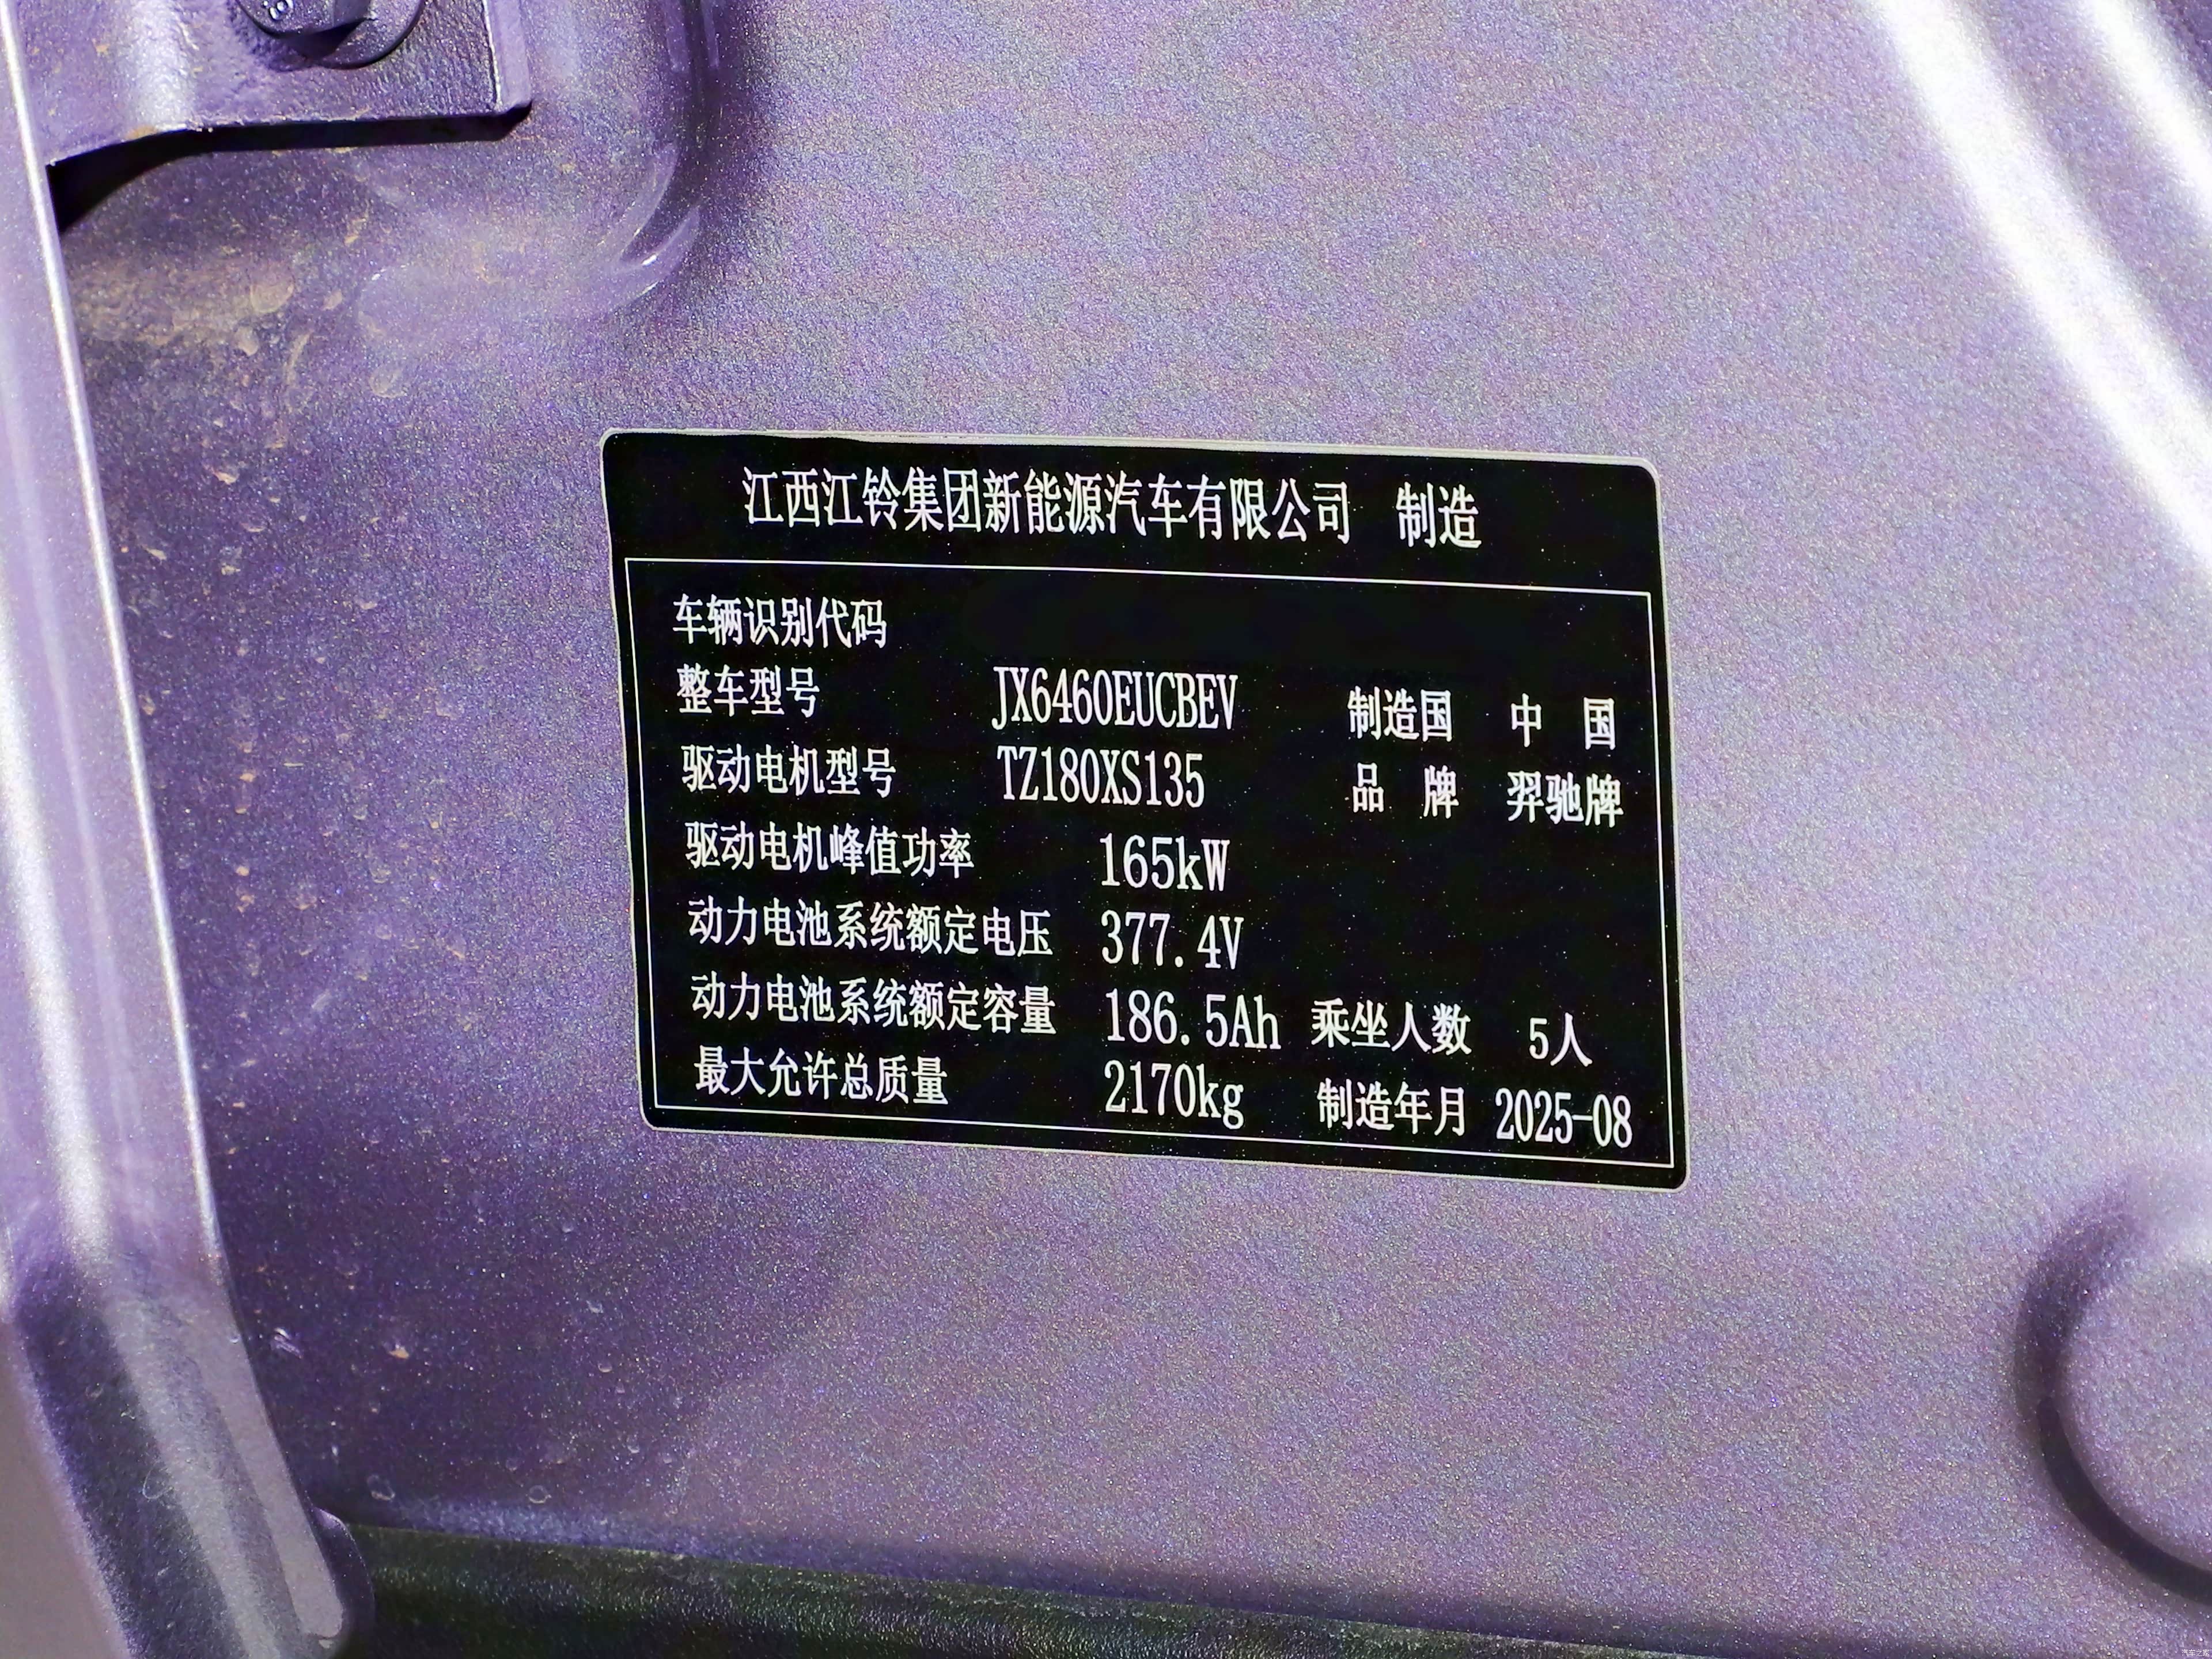 8
江西江铃集团新能源汽车有限公司 制造
车辆识别代码
整车型号 JX6460EUCBEV 制造国 中 国
驱动电机型号 TZ180XS135 品 牌 羿驰牌
驱动电机峰值功率 165kW
动力电池系统额定电压 377.4V
动力电池系统额定容量 186.5Ah 乘坐人数 5人
最大允许总质量 2170kg 制造年月 2025-08
汽车之家